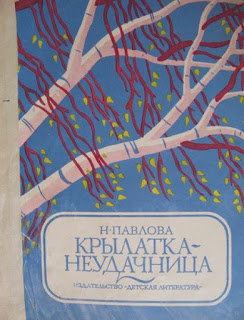 Н·ПАВЛОВА
КРЫЛАТКА-
НЕУДАЧНИЦА
ИЗДАТЕЛЬСТВО «ДЕТСКАЯ ЛИТЕРАТУРА»